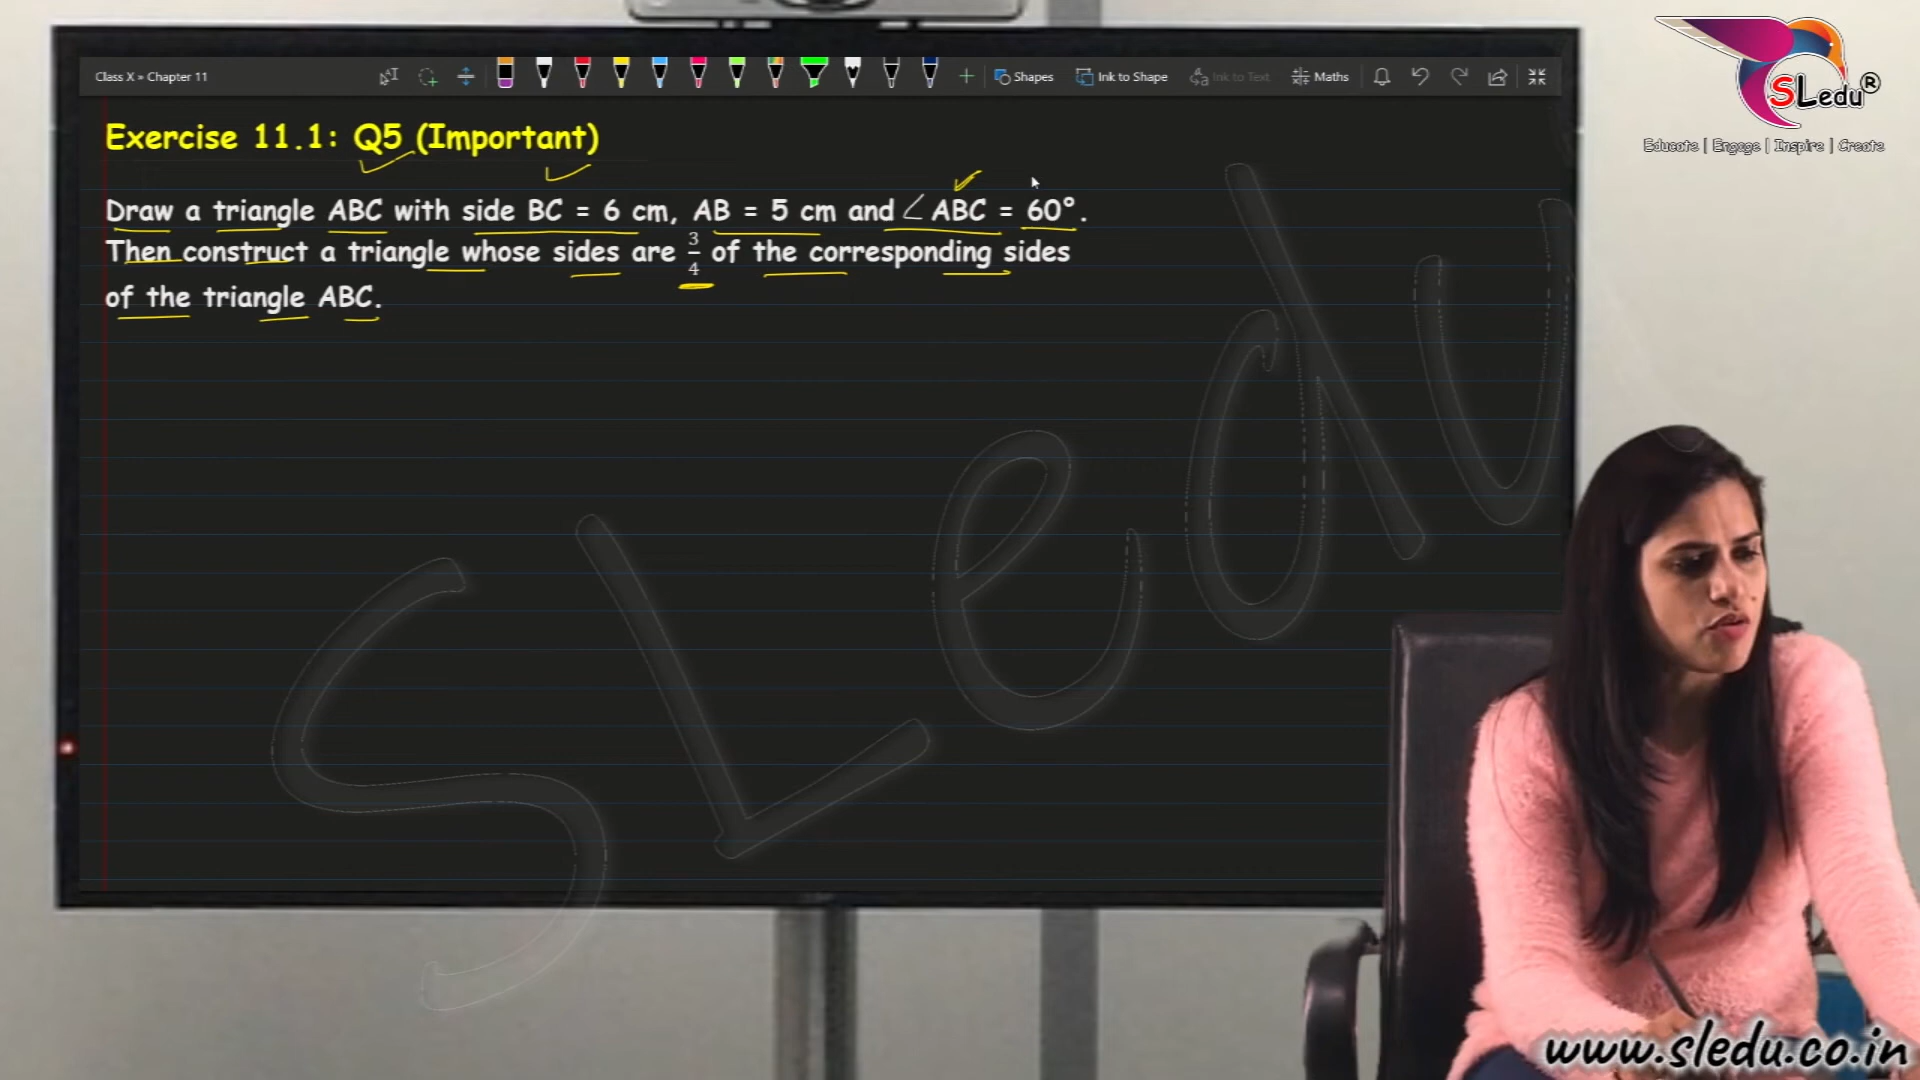 Class X » Chapter 11
Shapes
Ink to Shape
Ink to Text
Maths
SLedu®
Educate | Engage | Inspire | Create
Exercise 11.1: Q5 (Important)
Draw a triangle ABC with side BC = 6 cm, AB = 5 cm and ∠ABC = 60°.
Then construct a triangle whose sides are 3/4 of the corresponding sides
of the triangle ABC.
SLedu
www.sledu.co.in